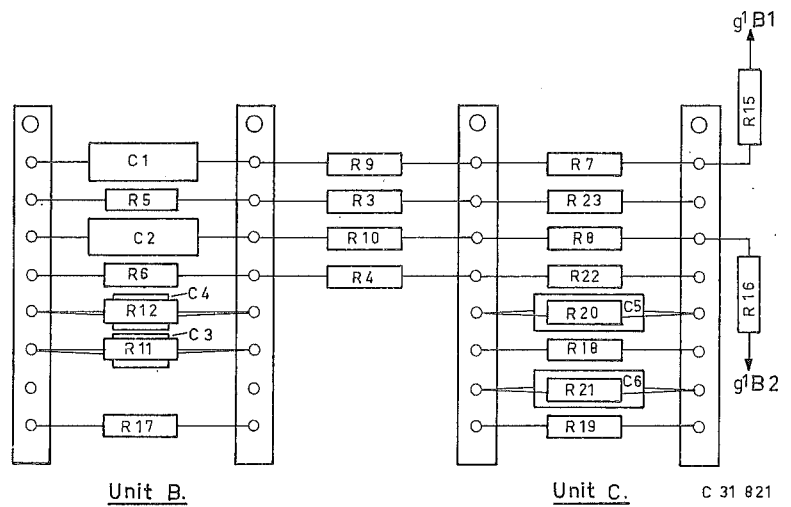 g¹B1
R15
C1
R9
R7
R5
R3
R23
C2
R10
R8
R6
R4
R22
R16
C4
R12
C5
R20
C3
R11
R18
C6
R21
g¹B2
R17
R19
Unit B.
Unit C.
C 31 821